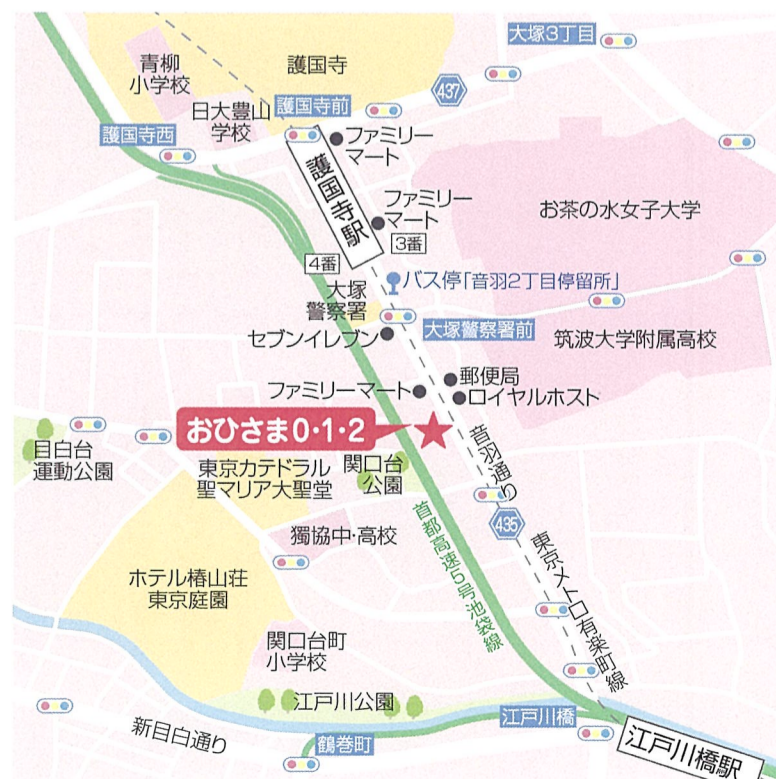 大塚3丁目
青柳
小学校
護国寺
437
日大豊山
学校
護国寺前
護国寺西
ファミリー
マート
護国寺駅
お茶の水女子大学
ファミリー
マート
3番
4番
バス停「音羽2丁目停留所」
大塚
警察署
大塚警察署前
筑波大学附属高校
セブンイレブン
郵便局
ファミリーマート
ロイヤルホスト
おひさま0・1・2
目白台
運動公園
東京カテドラル
聖マリア大聖堂
関口台
公園
音羽通り
435
獨協中・高校
首都高速5号池袋線
東京メトロ有楽町線
ホテル椿山荘
東京庭園
関口台町
小学校
江戸川公園
江戸川橋
新目白通り
鶴巻町
江戸川橋駅